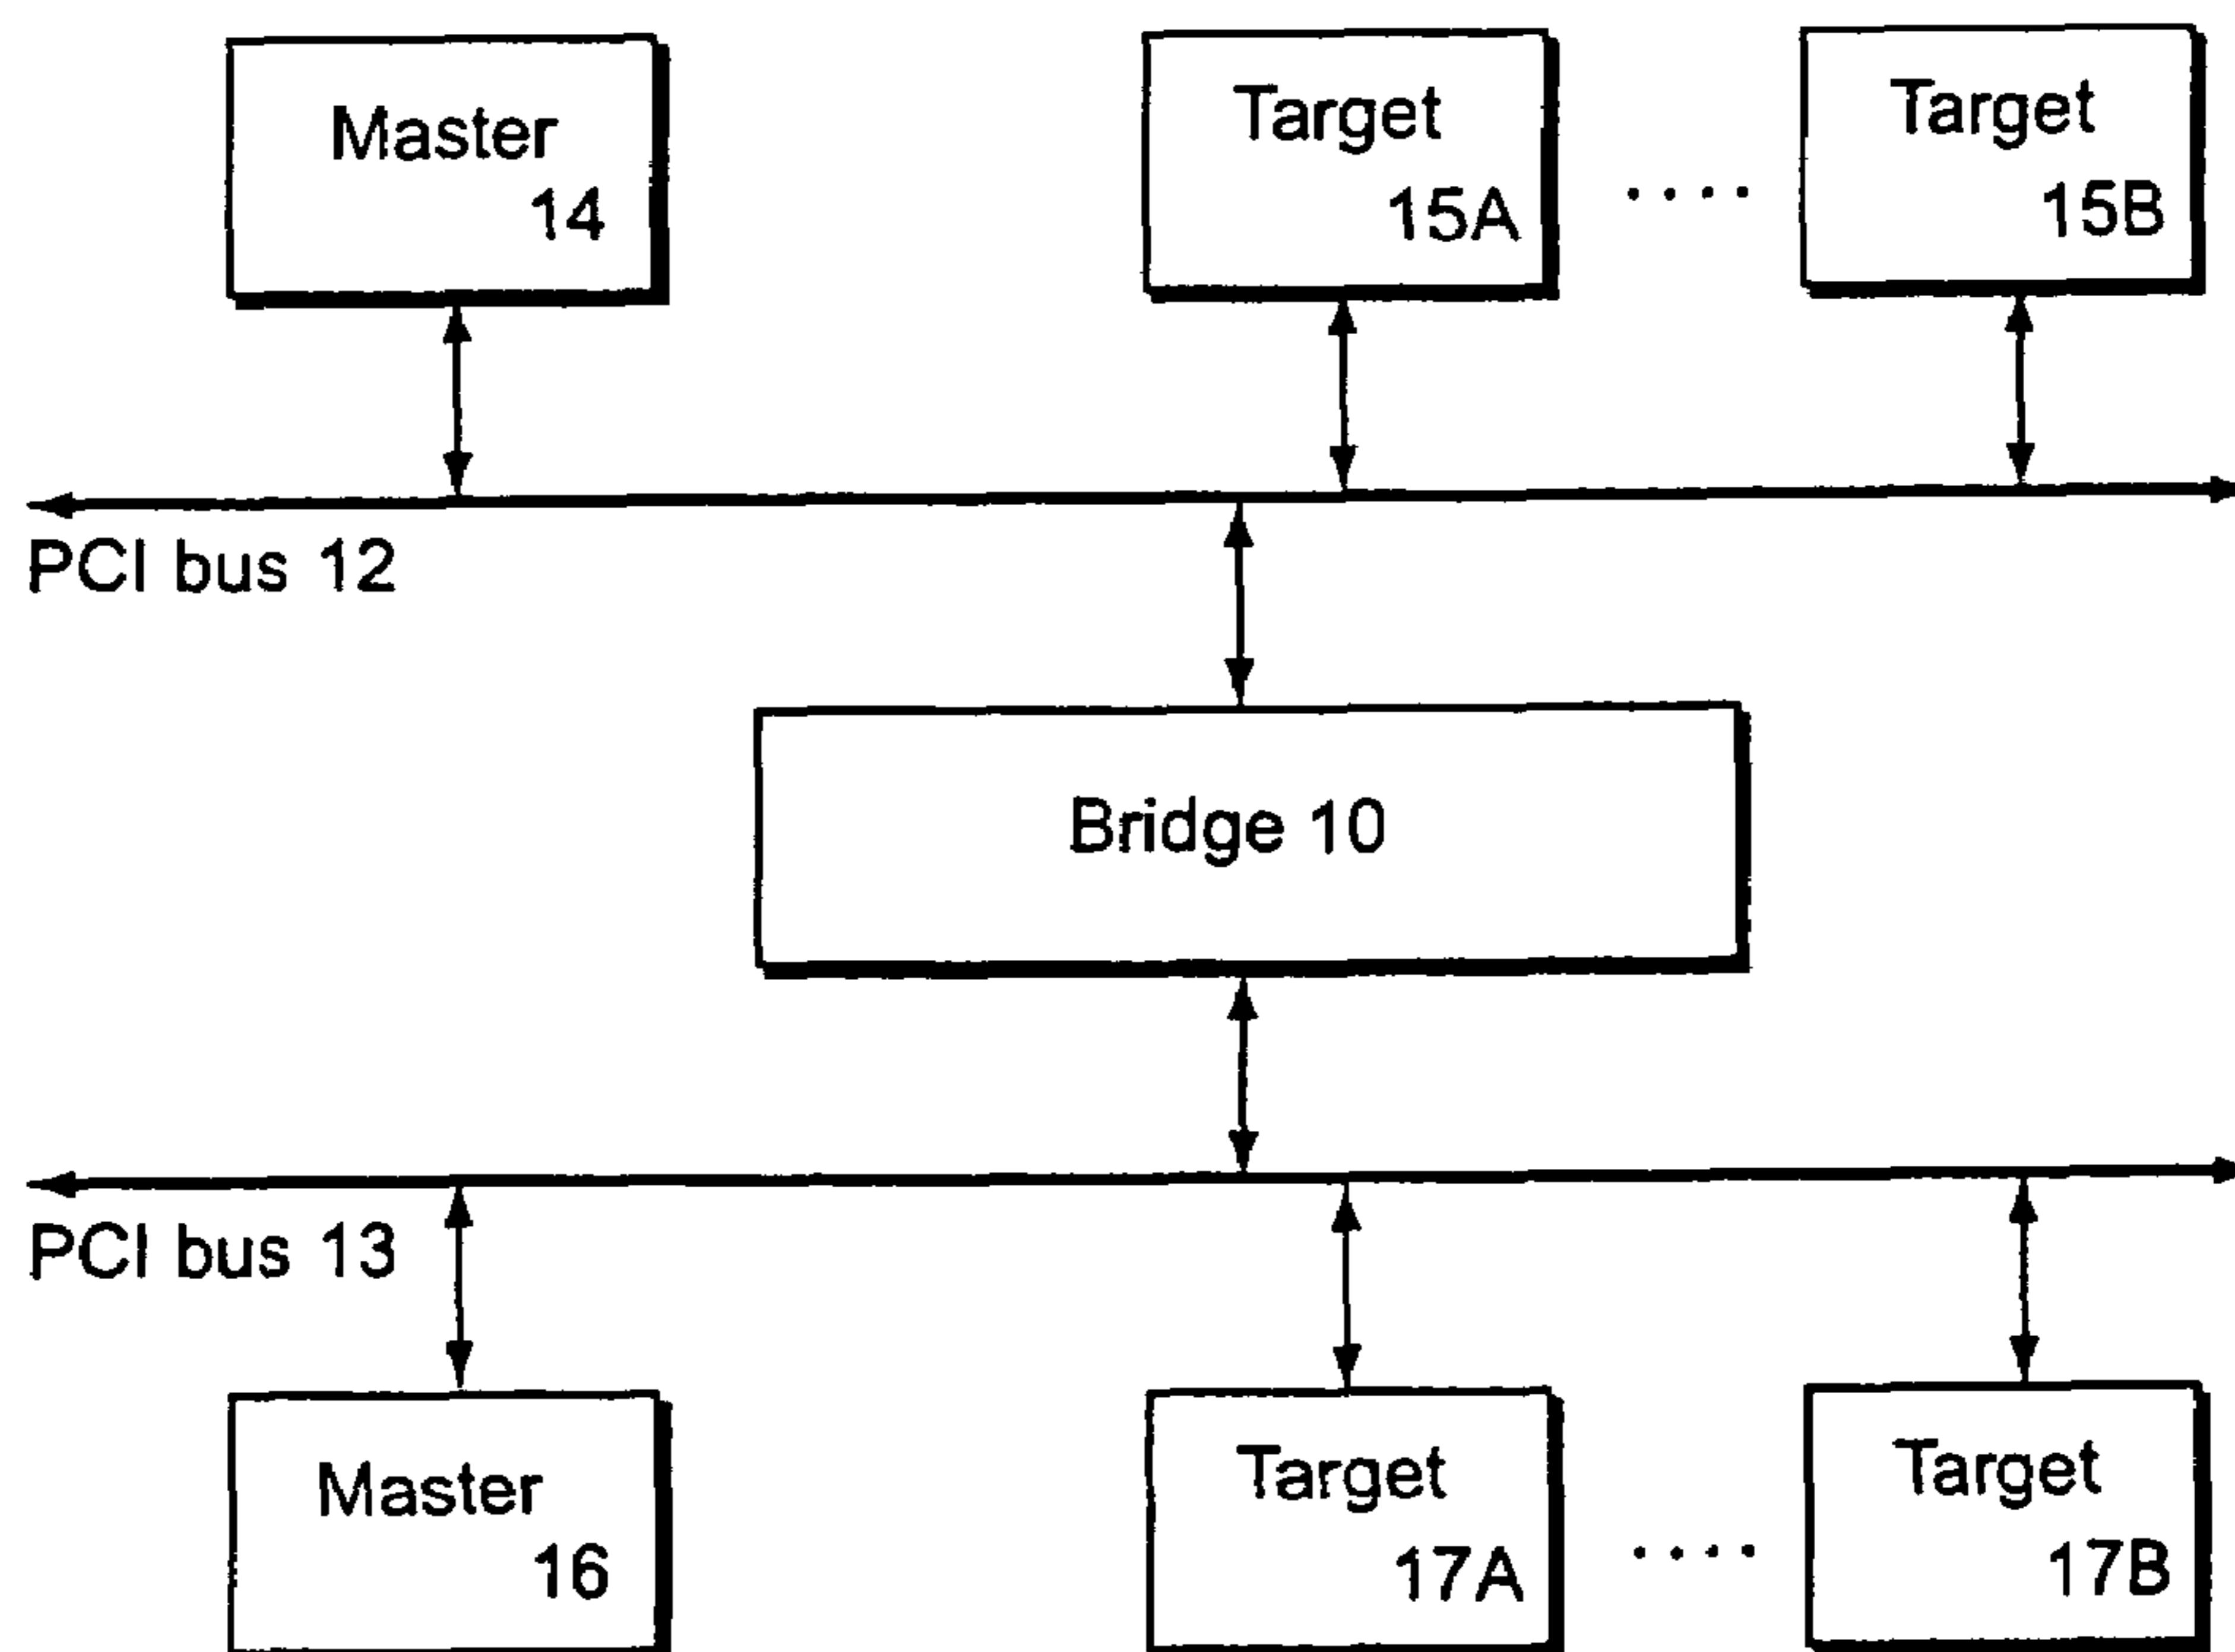 Master
14
Target
15A
Target
15B
PCI bus 12
Bridge 10
PCI bus 13
Master
16
Target
17A
Target
17B